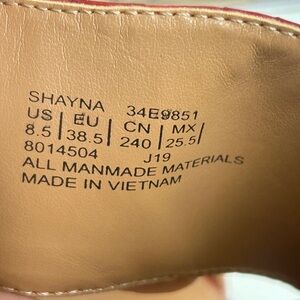 SHAYNA 34E9851
US | EU | CN | MX /
8.5 | 38.5 | 240 | 25.5 /
8014504 J19
ALL MANMADE MATERIALS
MADE IN VIETNAM